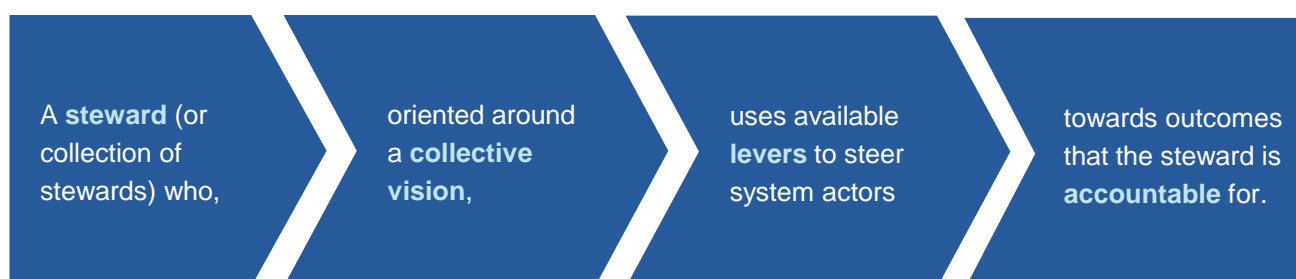 A steward (or
collection of
stewards) who,
oriented around
a collective
vision,
uses available
levers to steer
system actors
towards outcomes
that the steward is
accountable for.